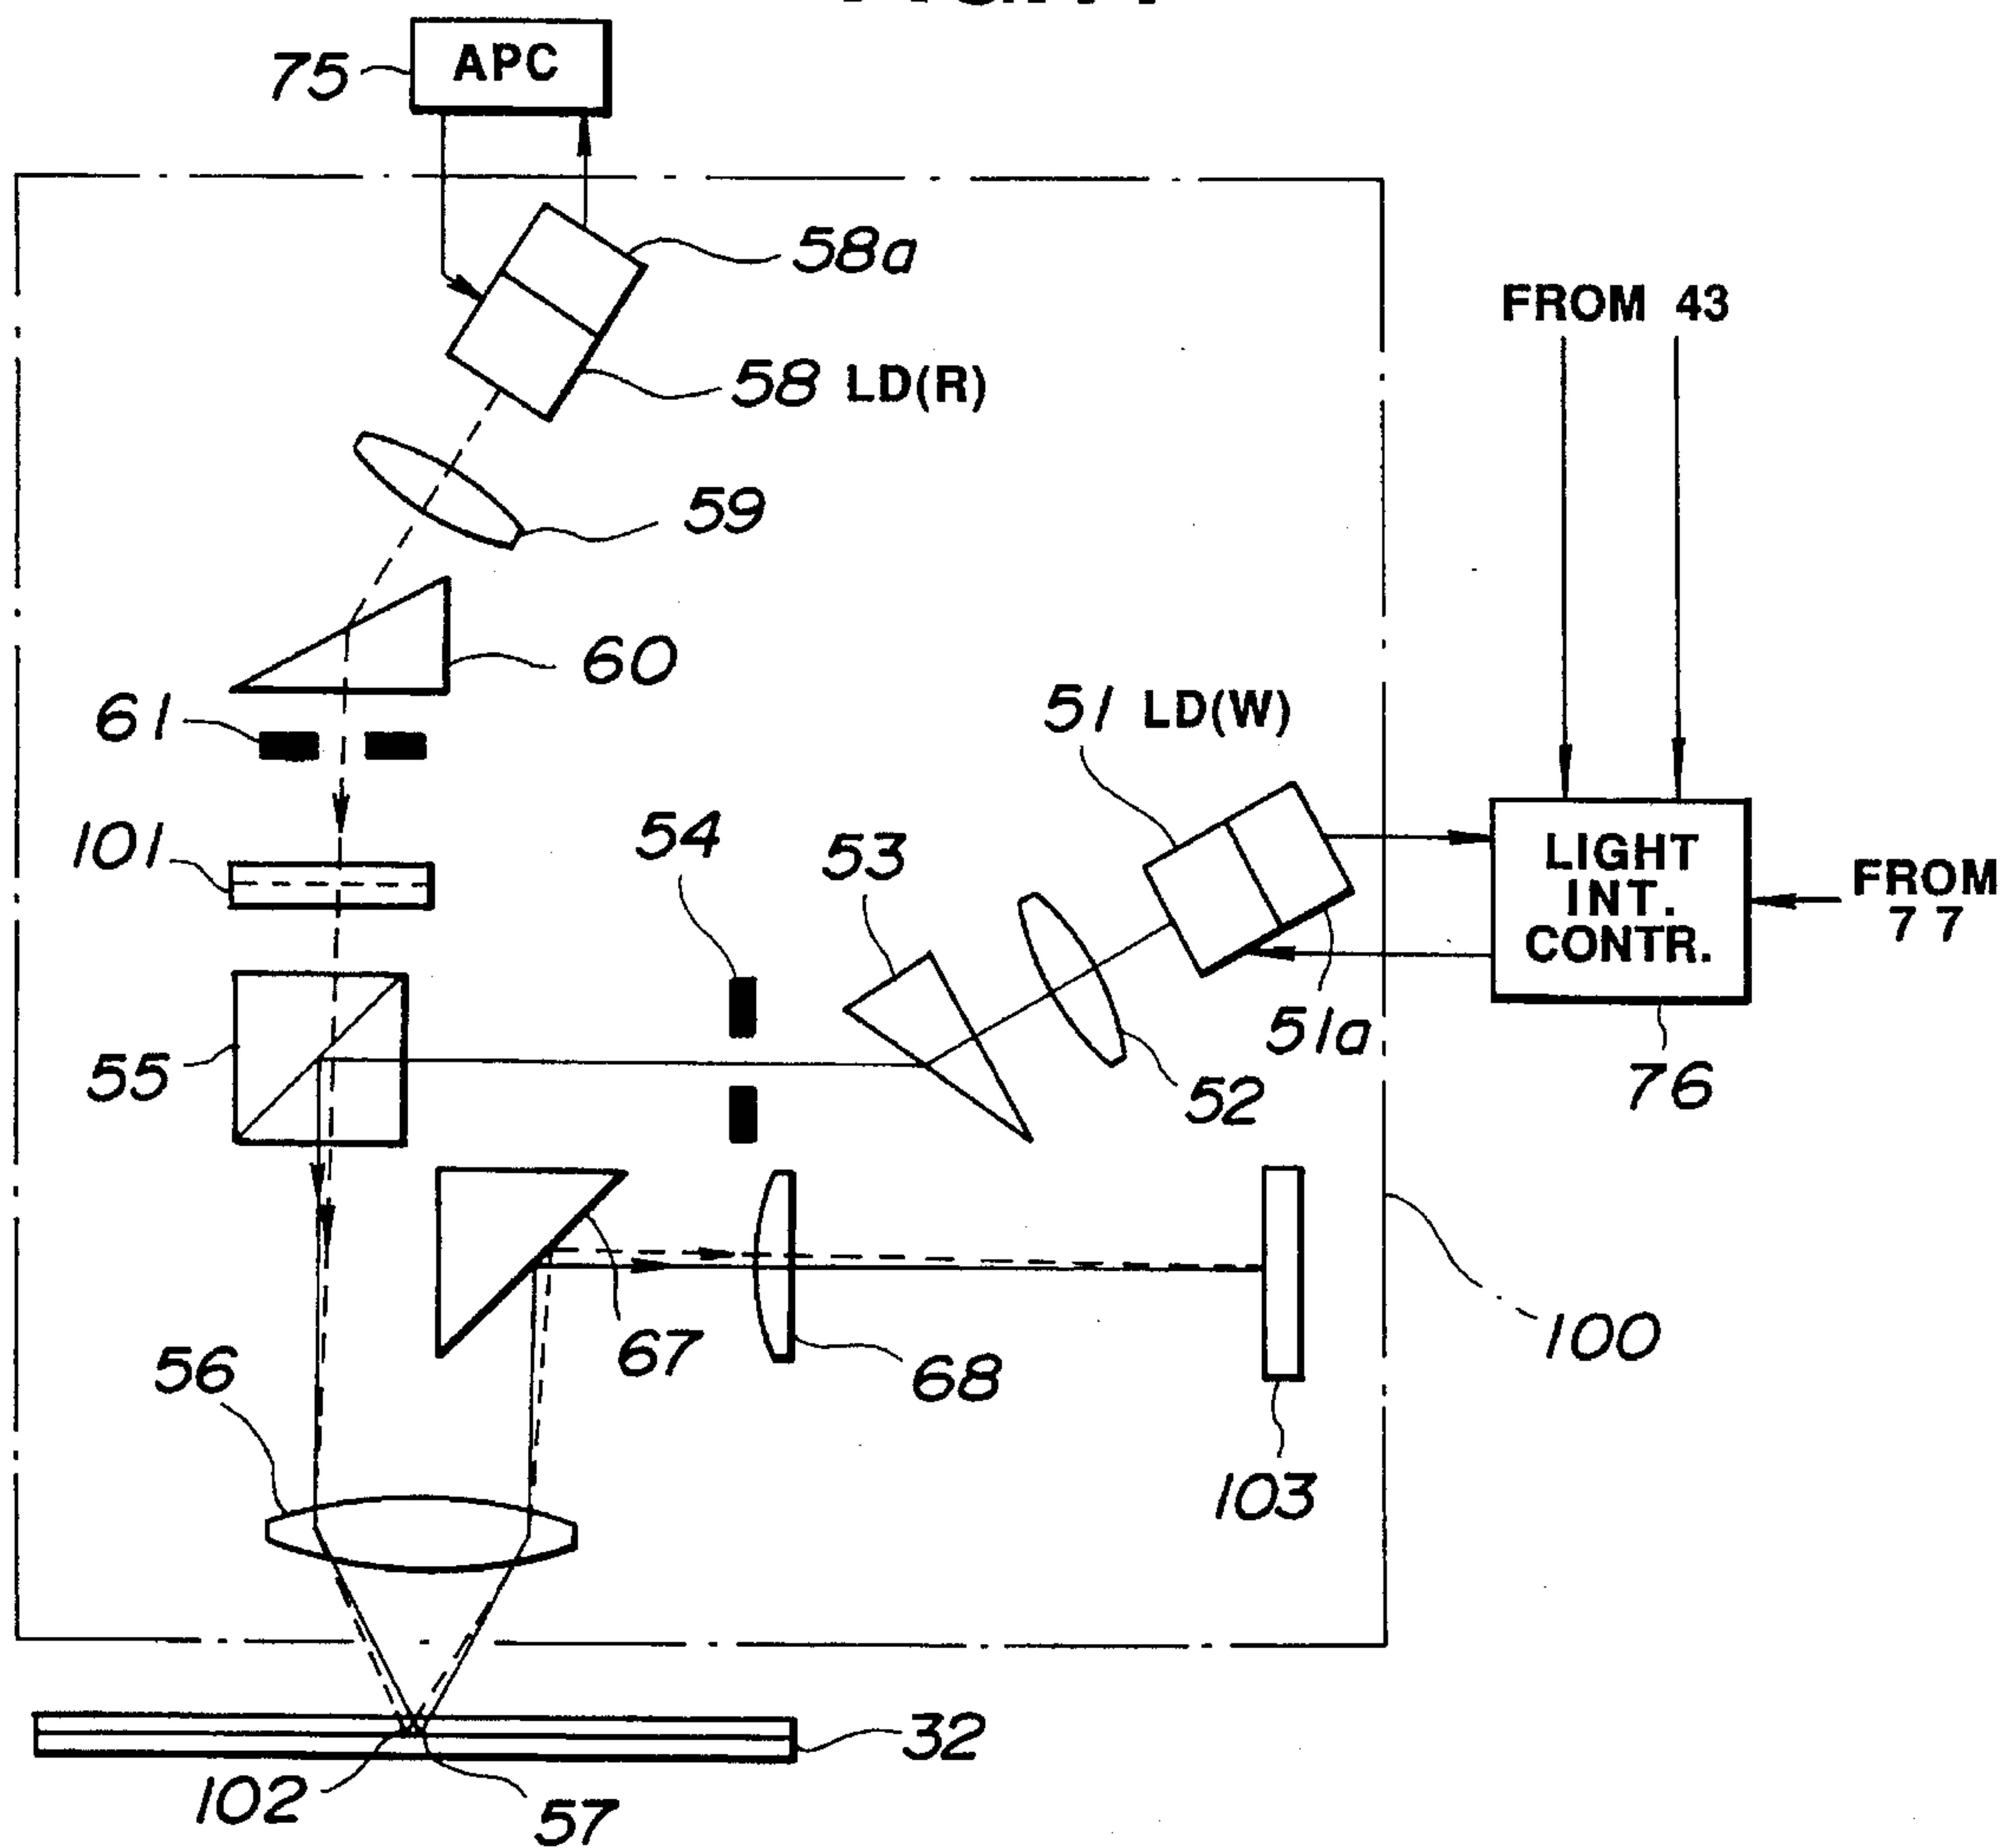 75
APC
58a
FROM 43
58 LD(R)
59
60
61
51 LD(W)
54
53
101
LIGHT
INT.
CONTR.
FROM
77
51a
55
52
76
67
100
56
68
103
32
102
57